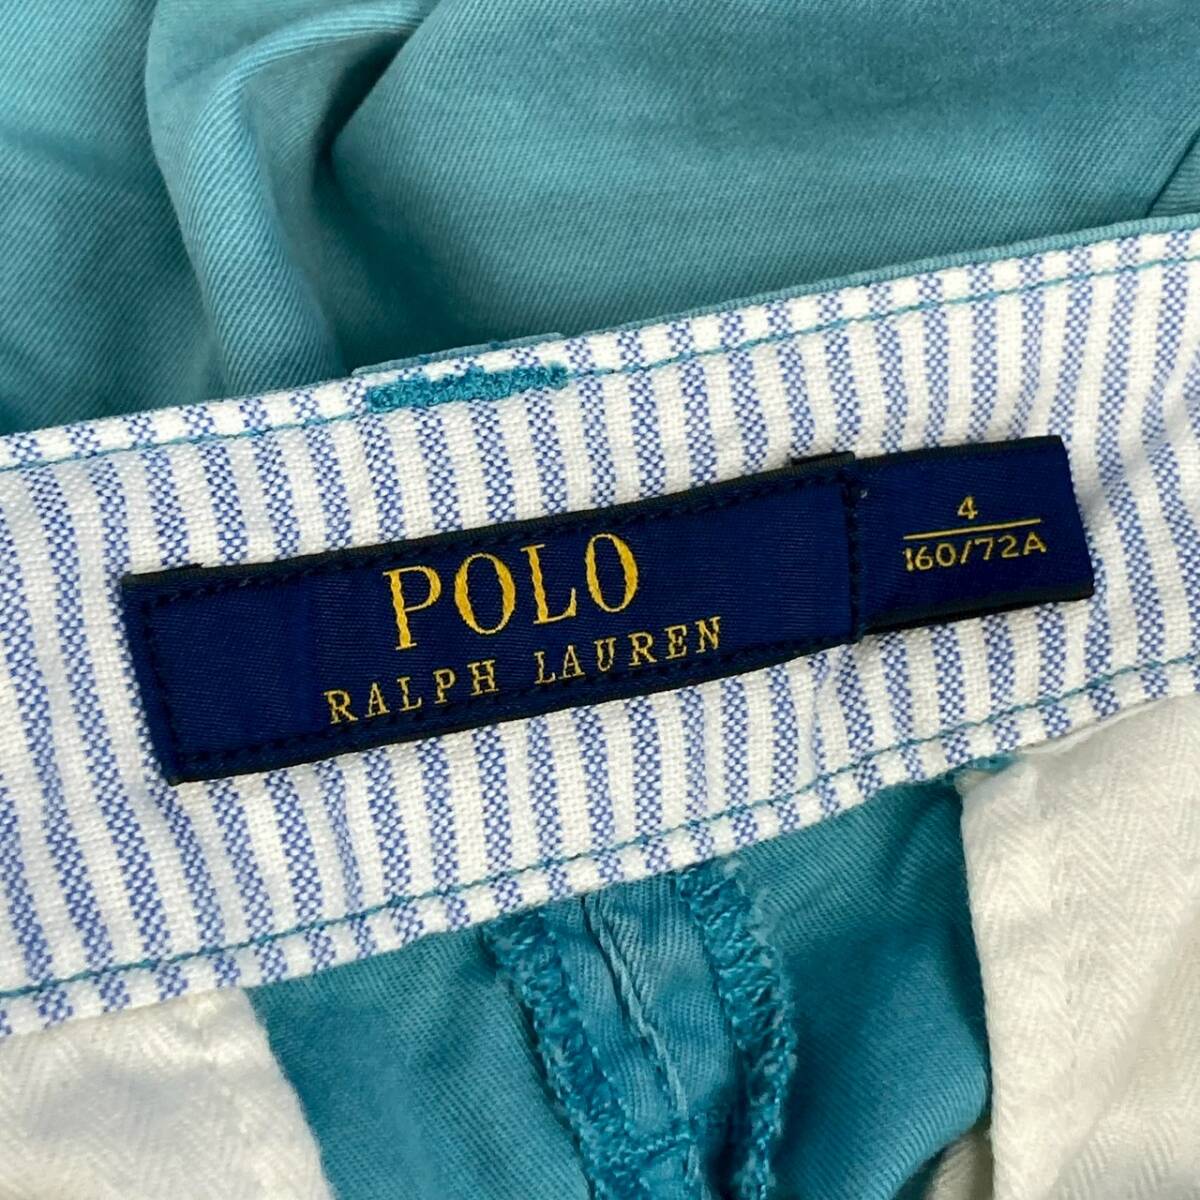 POLO
RALPH LAUREN
4
160/72A